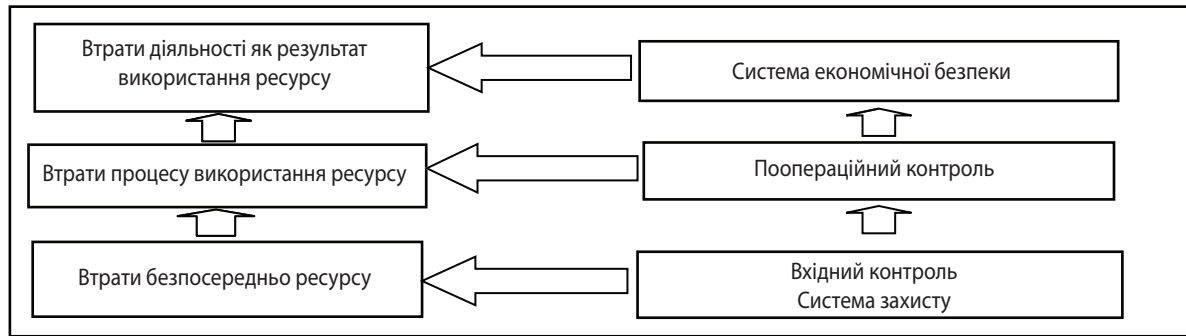 Втрати діяльності як результат
використання ресурсу
Система економічної безпеки
Втрати процесу використання ресурсу
Поопераційний контроль
Втрати безпосередньо ресурсу
Вхідний контроль
Система захисту